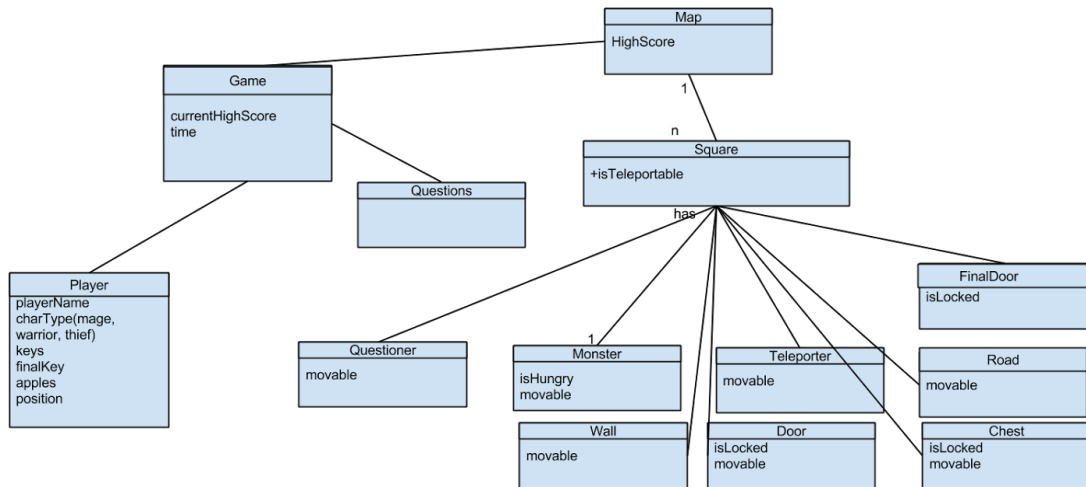 Map
HighScore
Game
currentHighScore
time
1
n
Square
+isTeleportable
Questions
has
Player
playerName
charType(mage,
warrior, thief)
keys
finalKey
apples
position
FinalDoor
isLocked
Questioner
movable
1
Monster
isHungry
movable
Teleporter
movable
Road
movable
Wall
movable
Door
isLocked
movable
Chest
isLocked
movable